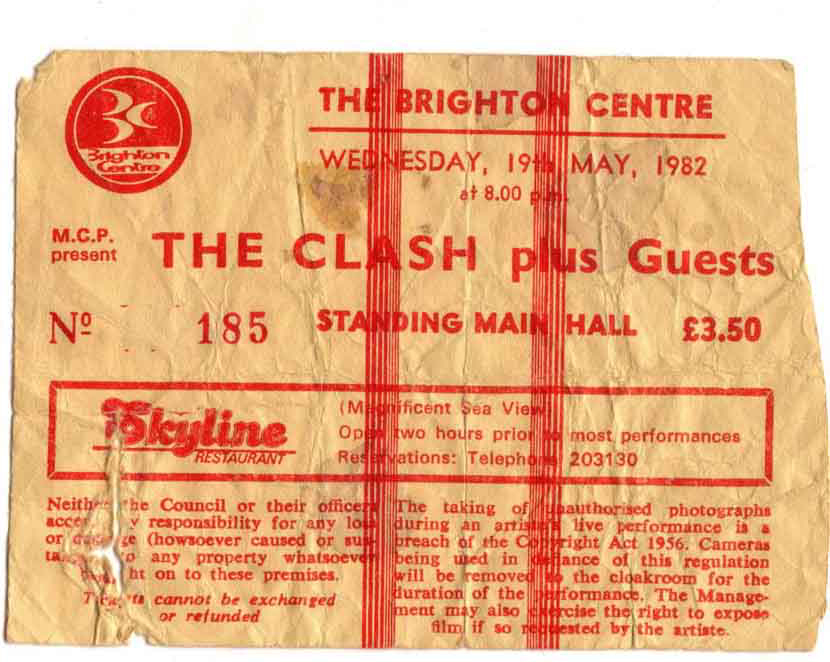 Brighton
Centre
THE BRIGHTON CENTRE
WEDNESDAY, 19th MAY, 1982
at 8.00 p.m.
M.C.P.
present
THE CLASH plus Guests
Nº 185
STANDING MAIN HALL £3.50
Skyline
RESTAURANT
(Magnificent Sea View)
Open two hours prior to most performances
Reservations: Telephone 203130
Neither the Council or their officers
accept any responsibility for any loss
or damage (howsoever caused or sus-
tained) to any property whatsoever
brought on to these premises.
Tickets cannot be exchanged
or refunded
The taking of unauthorised photographs
during an artiste's live performance is a
breach of the Copyright Act 1956. Cameras
being used in defiance of this regulation
will be removed to the cloakroom for the
duration of the performance. The Manage-
ment may also exercise the right to expose
film if so requested by the artiste.